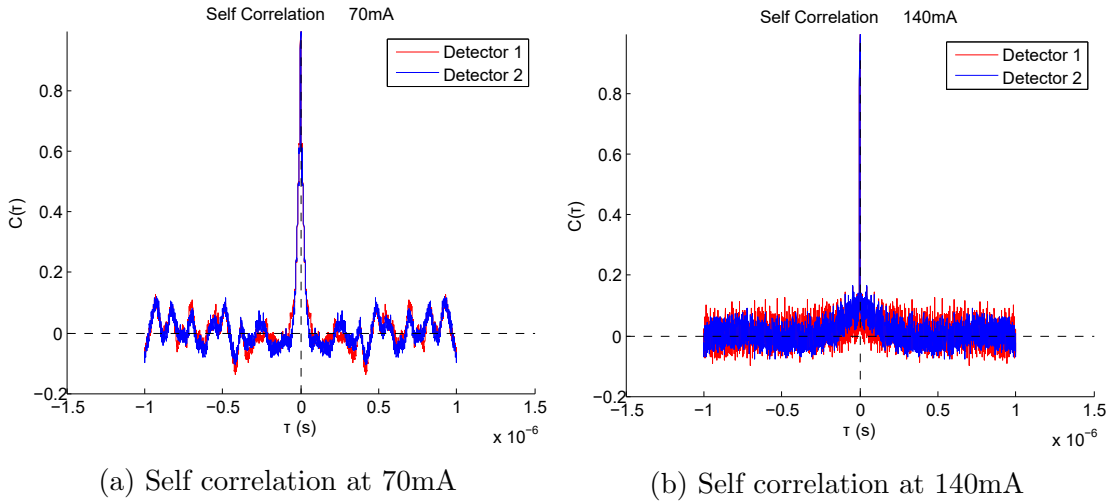 Self Correlation 70mA
Detector 1
Detector 2
C(τ)
0.8
0.6
0.4
0.2
0
−0.2
−1.5 −1 −0.5 0 0.5 1 1.5
τ (s)
x 10⁻⁶
(a) Self correlation at 70mA
Self Correlation 140mA
Detector 1
Detector 2
C(τ)
0.8
0.6
0.4
0.2
0
−0.2
−1.5 −1 −0.5 0 0.5 1 1.5
τ (s)
x 10⁻⁶
(b) Self correlation at 140mA